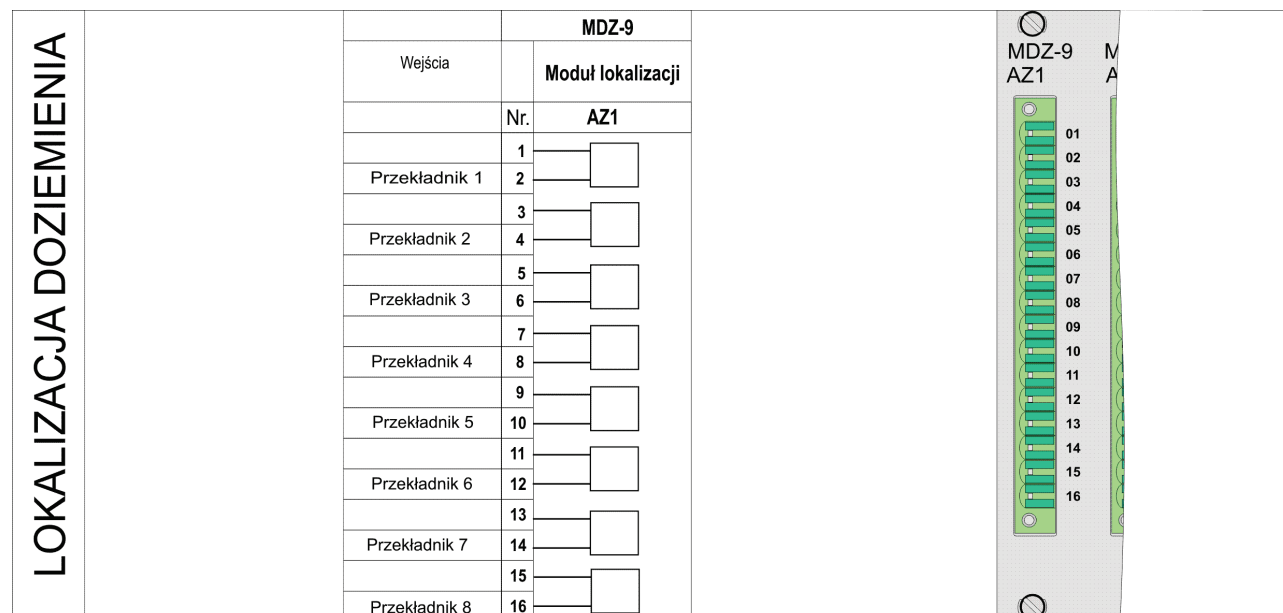 LOKALIZACJA DOZIEMIENIA
MDZ-9
Wejścia
Moduł lokalizacji
Nr. AZ1
1
Przekładnik 1 2
3
Przekładnik 2 4
5
Przekładnik 3 6
7
Przekładnik 4 8
9
Przekładnik 5 10
11
Przekładnik 6 12
13
Przekładnik 7 14
15
Przekładnik 8 16
MDZ-9 M
AZ1 A
01
02
03
04
05
06
07
08
09
10
11
12
13
14
15
16